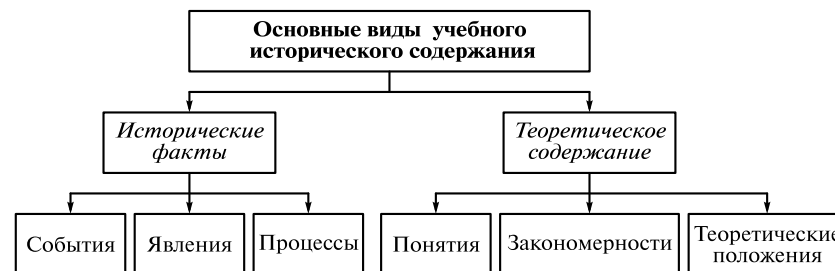 Основные виды учебного
исторического содержания
Исторические
факты
Теоретическое
содержание
События
Явления
Процессы
Понятия
Закономерности
Теоретические
положения